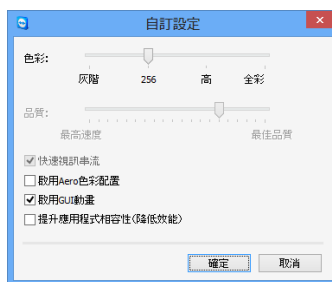 自訂設定
色彩:
灰階 256 高 全彩
品質:
最高速度 最佳品質
快速視訊串流
啟用Aero色彩配置
啟用GUI動畫
提升應用程式相容性(降低效能)
確定 取消